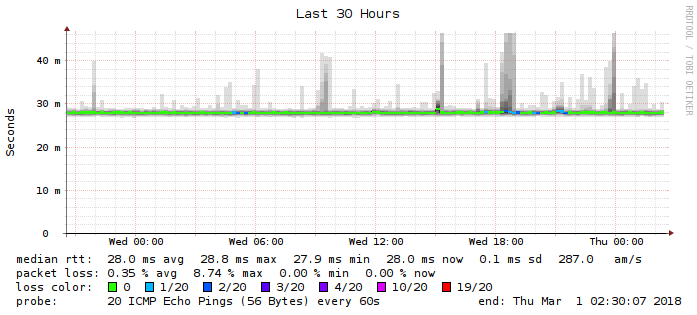 Last 30 Hours
RRDTOOL / TOBI OETIKER
Seconds
40 m
30 m
20 m
10 m
0
Wed 00:00 Wed 06:00 Wed 12:00 Wed 18:00 Thu 00:00
median rtt: 28.0 ms avg 28.8 ms max 27.9 ms min 28.0 ms now 0.1 ms sd 287.0 am/s
packet loss: 0.35 % avg 8.74 % max 0.00 % min 0.00 % now
loss color: 0 1/20 2/20 3/20 4/20 10/20 19/20
probe: 20 ICMP Echo Pings (56 Bytes) every 60s end: Thu Mar 1 02:30:07 2018